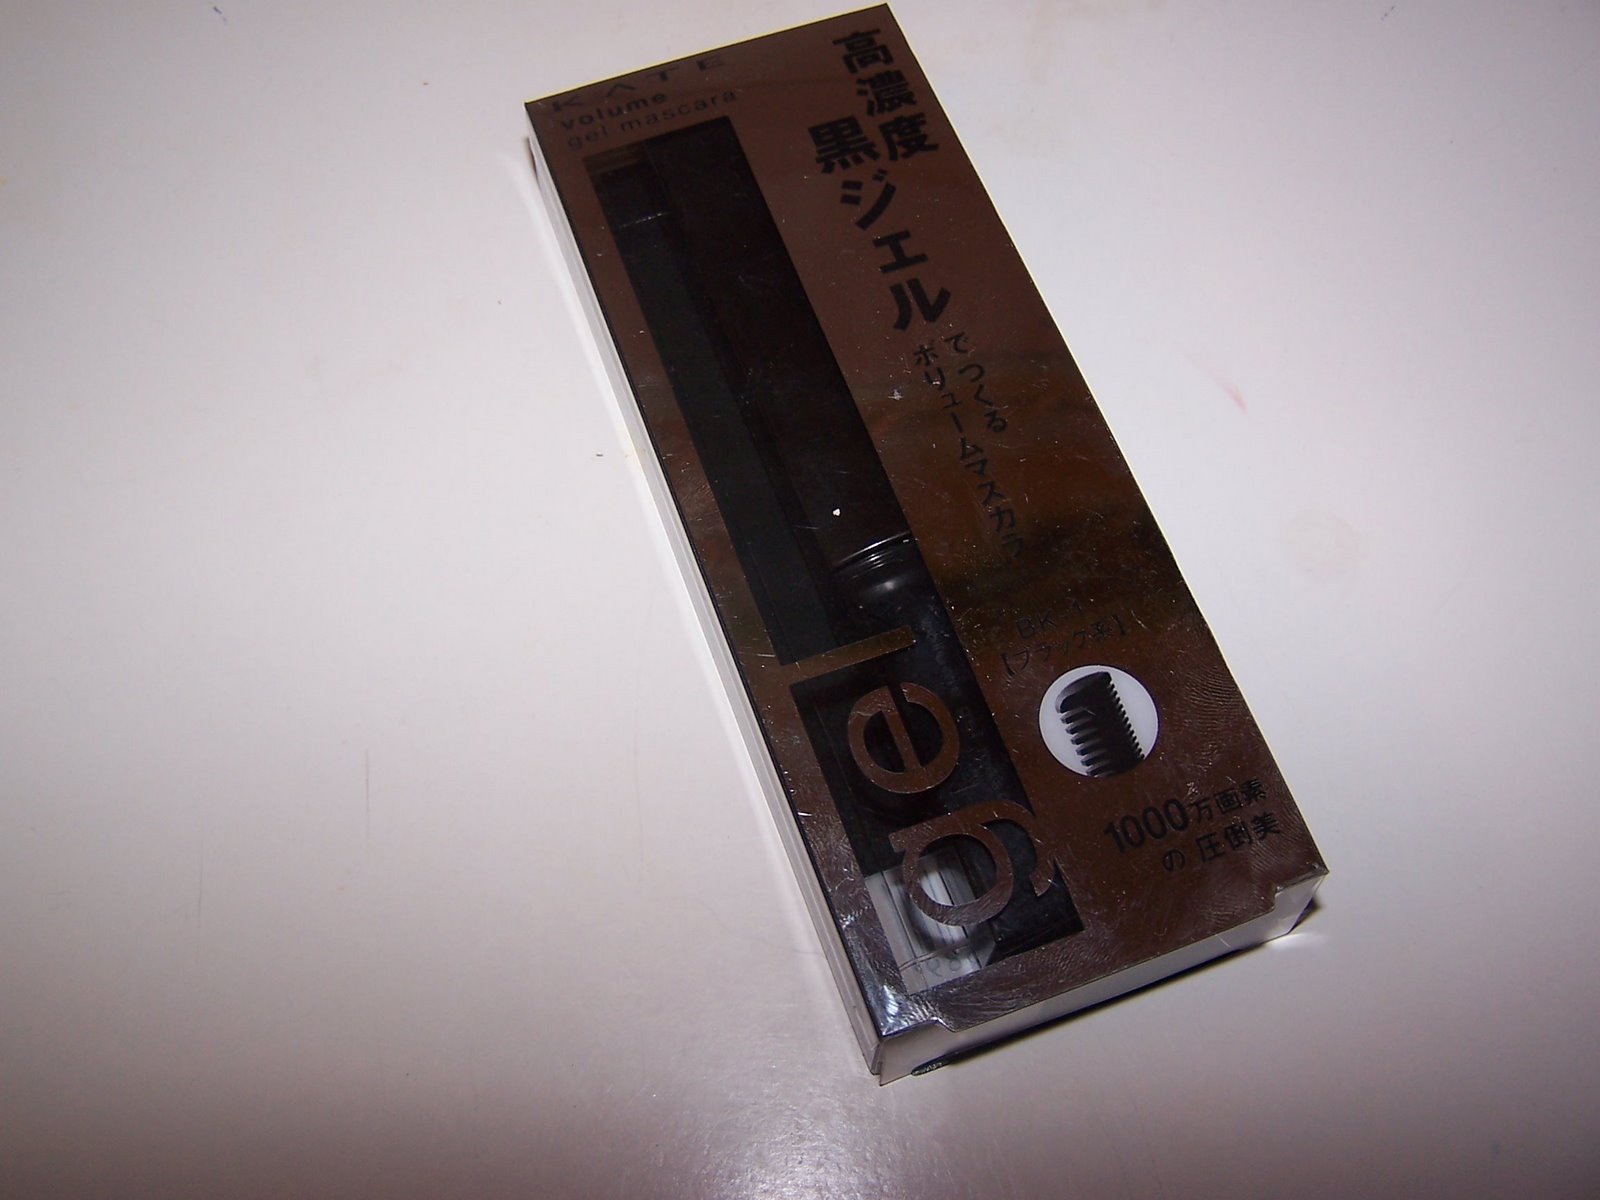 KATE
volume
gel mascara
高濃度
黒ジェル
でつくる
ボリュームマスカラ
BK-1
【ブラック系】
gel
1000万画素
の 圧倒美